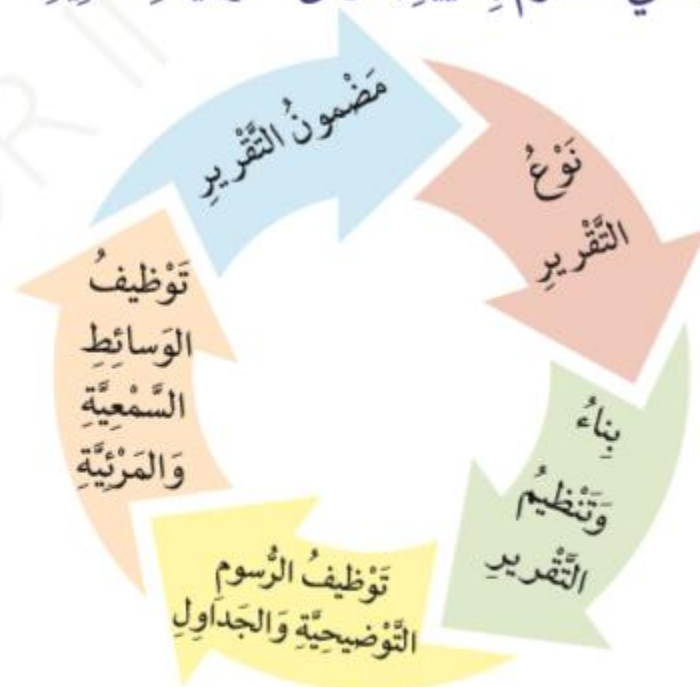 مَضْمونُ التَّقْريرِ
نَوْعُ
التَّقْريرِ
بِناءُ
وَتَنْظيمُ
التَّقْريرِ
تَوْظيفُ الرُّسومِ
التَّوْضيحِيَّةِ وَالجَداوِلِ
تَوْظيفُ
الوَسائِطِ
السَّمْعِيَّةِ
وَالمَرْئِيَّةِ